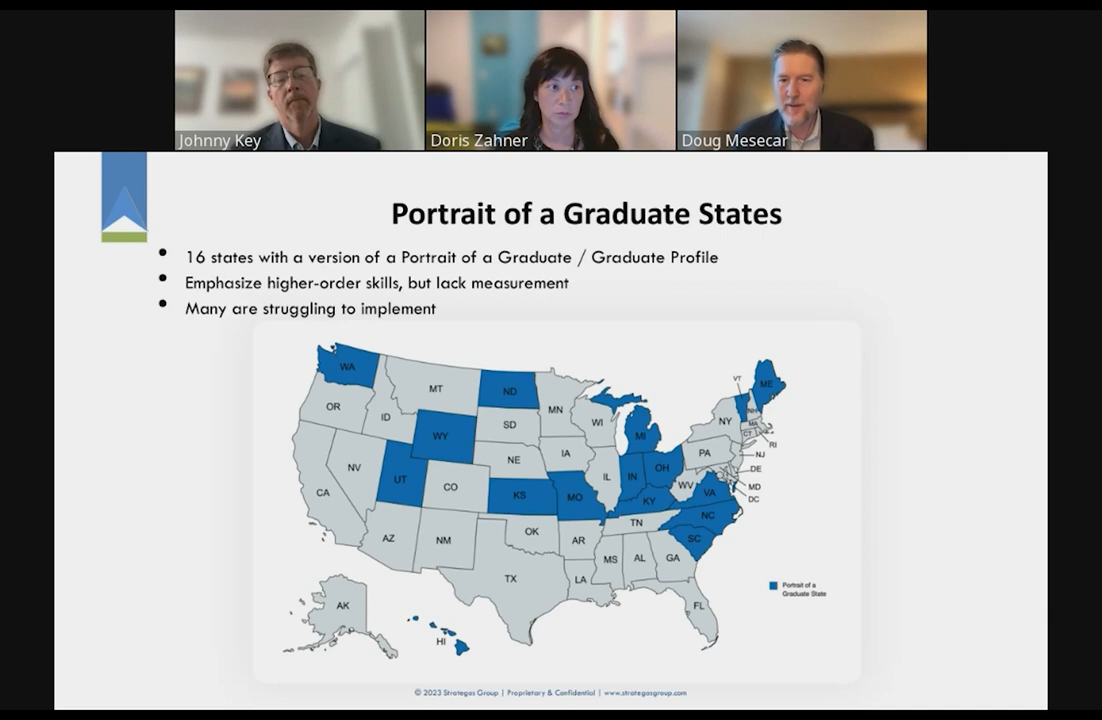 Johnny Key
Doris Zahner
Doug Mesecar
Portrait of a Graduate States
• 16 states with a version of a Portrait of a Graduate / Graduate Profile
• Emphasize higher-order skills, but lack measurement
• Many are struggling to implement
WA
MT
ND
MN
VT
ME
OR
ID
WY
SD
WI
MI
NY
NH
MA
CT
RI
NV
UT
CO
NE
IA
IL
IN
OH
PA
NJ
DE
MD
DC
CA
KS
MO
KY
WV
VA
AZ
NM
OK
AR
TN
NC
SC
TX
LA
MS
AL
GA
FL
AK
HI
Portrait of a
Graduate State
© 2023 Strategos Group | Proprietary & Confidential | www.strategosgroup.com